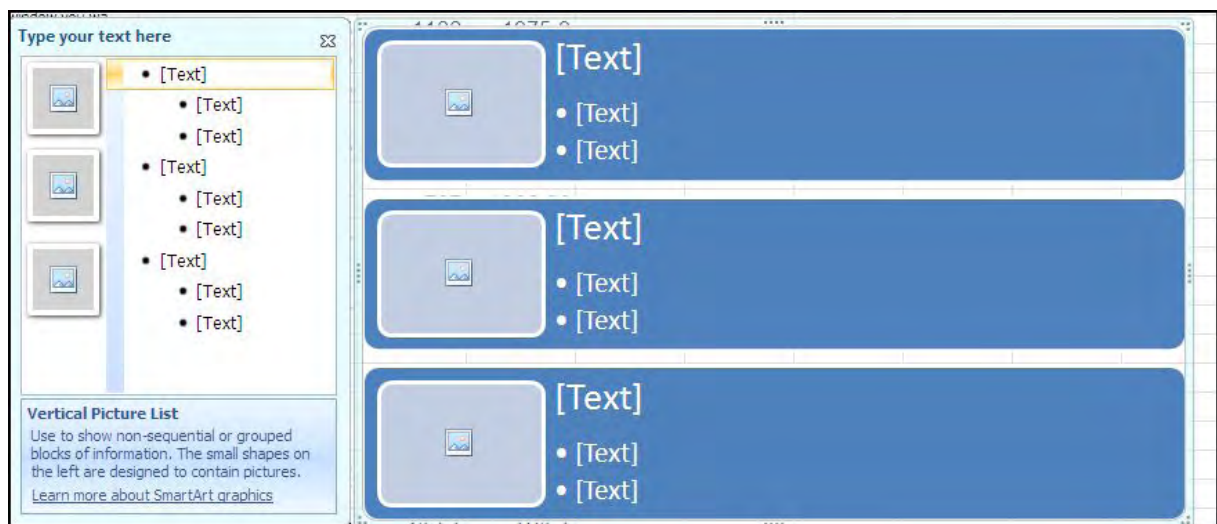 Type your text here
• [Text]
• [Text]
• [Text]
• [Text]
• [Text]
• [Text]
• [Text]
• [Text]
• [Text]
Vertical Picture List
Use to show non-sequential or grouped
blocks of information. The small shapes on
the left are designed to contain pictures.
Learn more about SmartArt graphics
[Text]
• [Text]
• [Text]
[Text]
• [Text]
• [Text]
[Text]
• [Text]
• [Text]